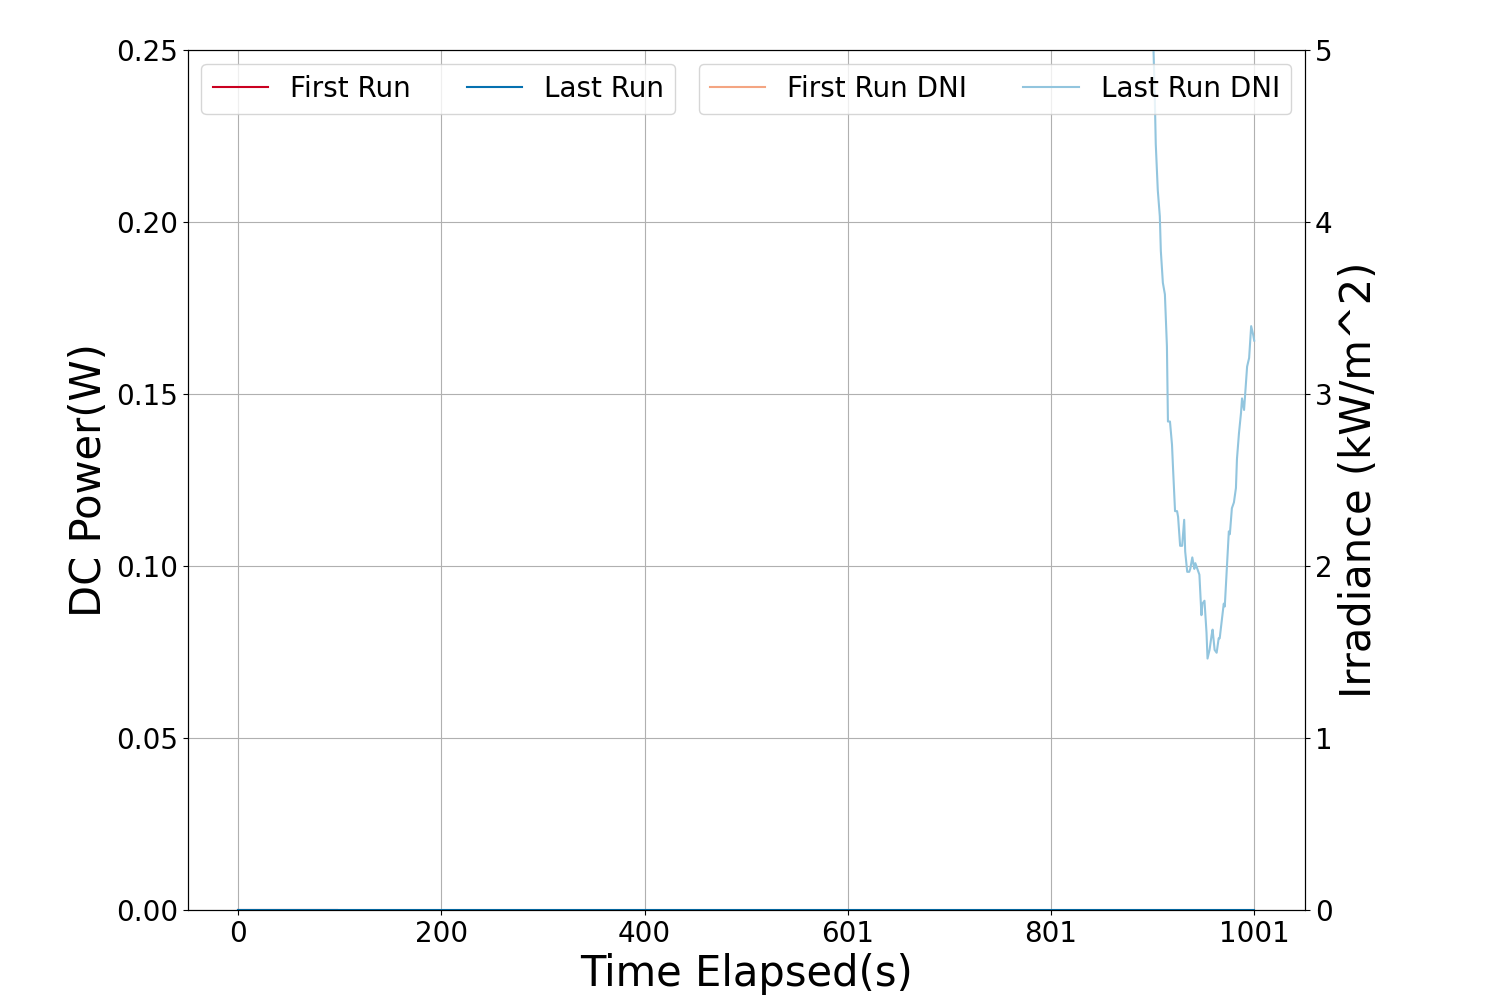 First Run
Last Run
First Run DNI
Last Run DNI
0.25
0.20
0.15
0.10
0.05
0.00
DC Power(W)
5
4
3
2
1
0
Irradiance (kW/m^2)
0
200
400
601
801
1001
Time Elapsed(s)